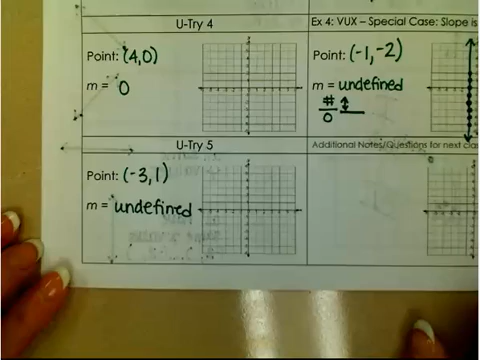 U-Try 4
Point: (4,0)
m = 0
Ex 4: VUX – Special Case: Slope is
Point: (-1,-2)
m = undefined
#
0
U-Try 5
Point: (-3,1)
m = undefined
Additional Notes/Questions for next clas